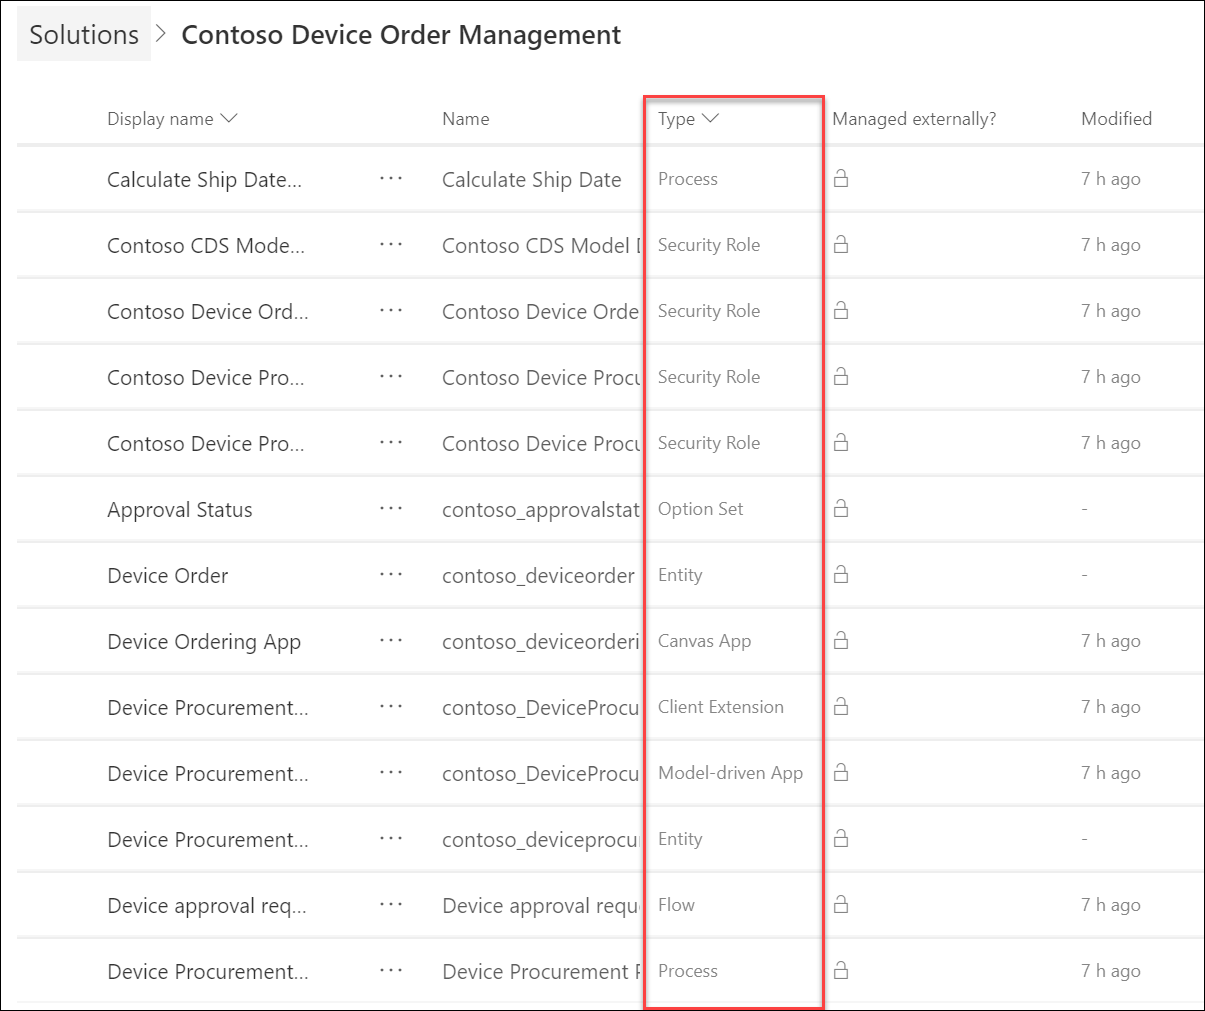 Solutions > Contoso Device Order Management
Display name Name Type Managed externally? Modified
Calculate Ship Date... ... Calculate Ship Date Process 7 h ago
Contoso CDS Mode... ... Contoso CDS Model Security Role 7 h ago
Contoso Device Ord... ... Contoso Device Orde Security Role 7 h ago
Contoso Device Pro... ... Contoso Device Procu Security Role 7 h ago
Contoso Device Pro... ... Contoso Device Procu Security Role 7 h ago
Approval Status ... contoso_approvalstat Option Set -
Device Order ... contoso_deviceorder Entity -
Device Ordering App ... contoso_deviceorderi Canvas App 7 h ago
Device Procurement... ... contoso_DeviceProcu Client Extension 7 h ago
Device Procurement... ... contoso_DeviceProcu Model-driven App 7 h ago
Device Procurement... ... contoso_deviceprocu Entity -
Device approval req... ... Device approval requ Flow 7 h ago
Device Procurement... ... Device Procurement Process 7 h ago